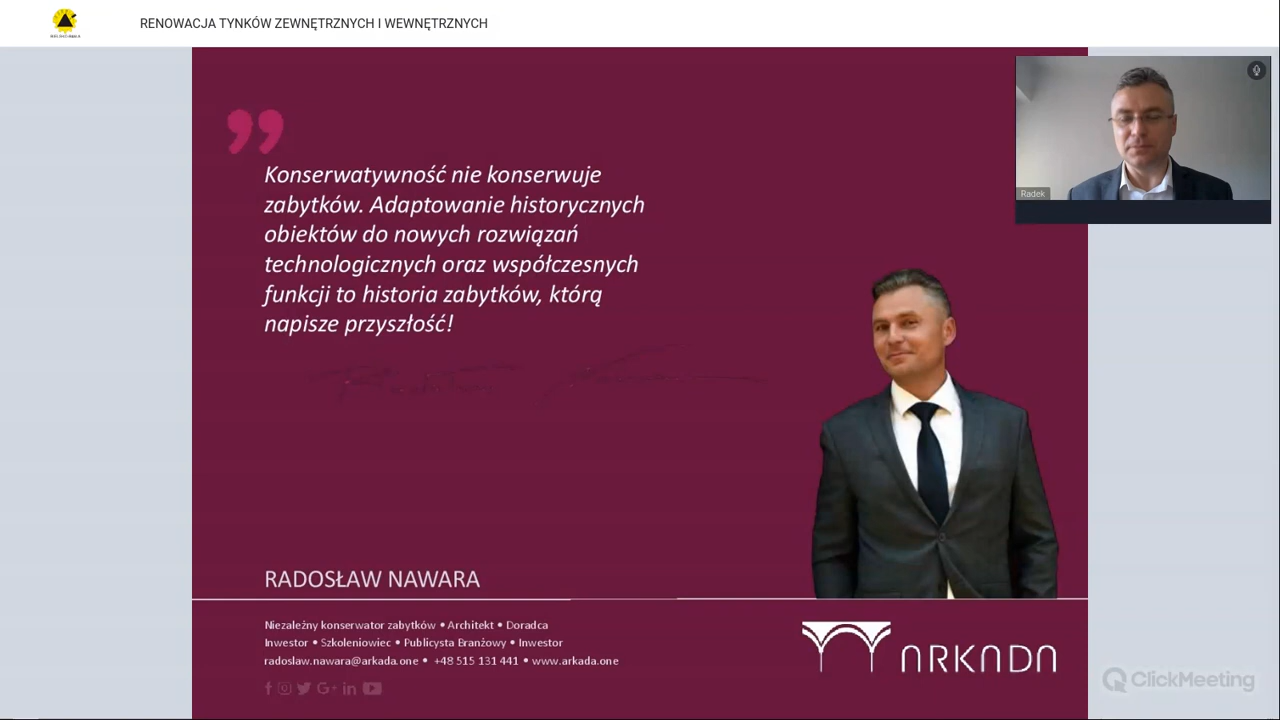 RENOWACJA TYNKÓW ZEWNĘTRZNYCH I WEWNĘTRZNYCH
Radek
Konserwatywność nie konserwuje
zabytków. Adaptowanie historycznych
obiektów do nowych rozwiązań
technologicznych oraz współczesnych
funkcji to historia zabytków, którą
napisze przyszłość!
RADOSŁAW NAWARA
Niezależny konserwator zabytków • Architekt • Doradca
Inwestor • Szkoleniowiec • Publicysta Branżowy • Inwestor
radoslaw.nawara@arkada.one • +48 515 131 441 • www.arkada.one
ARKADA
ClickMeeting